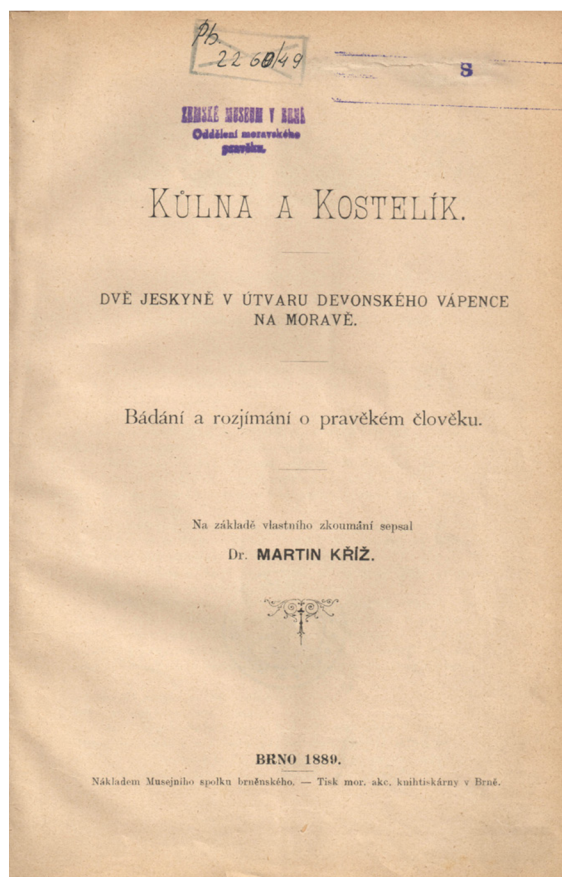 Ph
22 60/49
S
ZEMSKÉ MUSEUM V BRNĚ
Oddělení moravského
pravěku.
KŮLNA A KOSTELÍK.
DVĚ JESKYNĚ V ÚTVARU DEVONSKÉHO VÁPENCE
NA MORAVĚ.
Bádání a rozjímání o pravěkém člověku.
Na základě vlastního zkoumání sepsal
Dr. MARTIN KŘÍŽ.
BRNO 1889.
Nákladem Musejního spolku brněnského. — Tisk mor. akc. knihtiskárny v Brně.